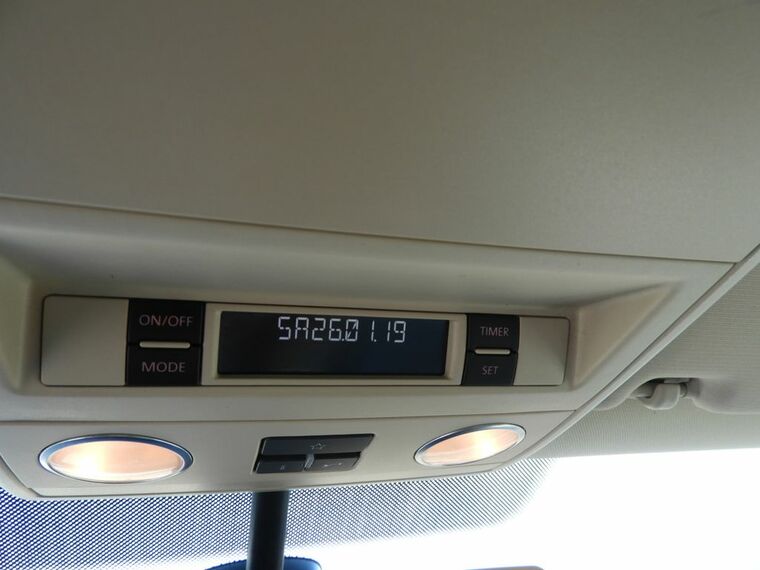 ON/OFF
MODE
SA26.01.19
TIMER
SET